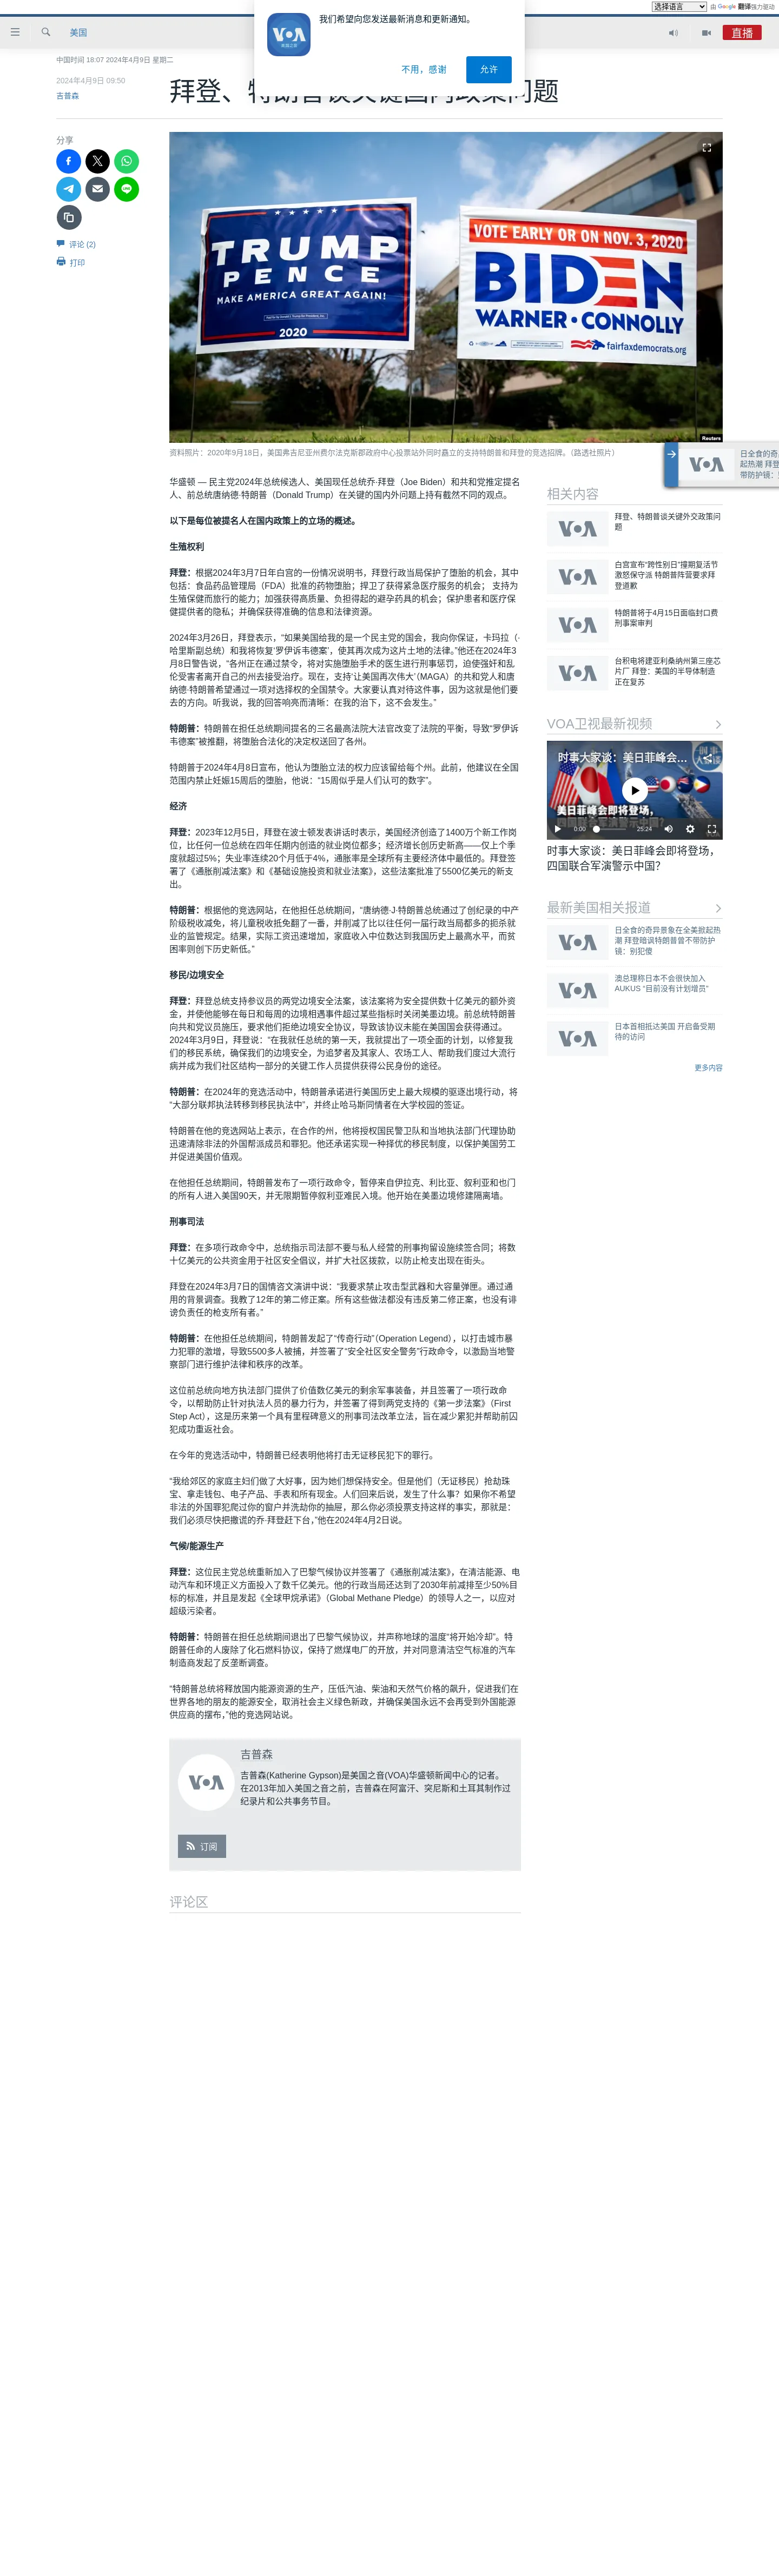 选择语言 由 Google 翻译强力驱动
美国
直播
VOA
美国之音
我们希望向您发送最新消息和更新通知。
不用，感谢
允许
中国时间 18:07 2024年4月9日 星期二
2024年4月9日 09:50
吉普森
拜登、特朗普谈关键国内政策问题
分享
评论 (2)
打印
TRUMP
PENCE
MAKE AMERICA GREAT AGAIN!
2020
VOTE EARLY OR ON NOV. 3, 2020
BIDEN
WARNER·CONNOLLY
fairfaxdemocrats.org
Reuters
资料照片：2020年9月18日，美国弗吉尼亚州费尔法克斯郡政府中心投票站外同时矗立的支持特朗普和拜登的竞选招牌。（路透社照片）
VOA
日全食的奇
起热潮 拜登
带防护镜：
华盛顿 — 民主党2024年总统候选人、美国现任总统乔·拜登（Joe Biden）和共和党推定提名
人、前总统唐纳德·特朗普（Donald Trump）在关键的国内外问题上持有截然不同的观点。
以下是每位被提名人在国内政策上的立场的概述。
生殖权利
拜登：根据2024年3月7日年白宫的一份情况说明书，拜登行政当局保护了堕胎的机会，其中
包括：食品药品管理局（FDA）批准的药物堕胎；捍卫了获得紧急医疗服务的机会； 支持为
生殖保健而旅行的能力；加强获得高质量、负担得起的避孕药具的机会；保护患者和医疗保
健提供者的隐私；并确保获得准确的信息和法律资源。
2024年3月26日，拜登表示，“如果美国给我的是一个民主党的国会，我向你保证，卡玛拉（·
哈里斯副总统）和我将恢复‘罗伊诉韦德案’，使其再次成为这片土地的法律。”他还在2024年3
月8日警告说，“各州正在通过禁令，将对实施堕胎手术的医生进行刑事惩罚，迫使强奸和乱
伦受害者离开自己的州去接受治疗。现在，支持‘让美国再次伟大’（MAGA）的共和党人和唐
纳德·特朗普希望通过一项对选择权的全国禁令。大家要认真对待这件事，因为这就是他们要
去的方向。听我说，我的回答响亮而清晰：在我的治下，这不会发生。”
特朗普：特朗普在担任总统期间提名的三名最高法院大法官改变了法院的平衡，导致“罗伊诉
韦德案”被推翻，将堕胎合法化的决定权送回了各州。
特朗普于2024年4月8日宣布，他认为堕胎立法的权力应该留给每个州。此前，他建议在全国
范围内禁止妊娠15周后的堕胎，他说：“15周似乎是人们认可的数字”。
经济
拜登：2023年12月5日，拜登在波士顿发表讲话时表示，美国经济创造了1400万个新工作岗
位，比任何一位总统在四年任期内创造的就业岗位都多；经济增长创历史新高——仅上个季
度就超过5%；失业率连续20个月低于4%，通胀率是全球所有主要经济体中最低的。拜登签
署了《通胀削减法案》和《基础设施投资和就业法案》，这些法案批准了5500亿美元的新支
出。
特朗普：根据他的竞选网站，在他担任总统期间，“唐纳德·J·特朗普总统通过了创纪录的中产
阶级税收减免，将儿童税收抵免翻了一番，并削减了比以往任何一届行政当局都多的扼杀就
业的监管规定。结果，实际工资迅速增加，家庭收入中位数达到我国历史上最高水平，而贫
困率则创下历史新低。”
移民/边境安全
拜登：拜登总统支持参议员的两党边境安全法案，该法案将为安全提供数十亿美元的额外资
金，并使他能够在每日和每周的边境相遇事件超过某些指标时关闭美墨边境。前总统特朗普
向共和党议员施压，要求他们拒绝边境安全协议，导致该协议未能在美国国会获得通过。
2024年3月9日，拜登说：“在我就任总统的第一天，我就提出了一项全面的计划，以修复我
们的移民系统，确保我们的边境安全，为追梦者及其家人、农场工人、帮助我们度过大流行
病并成为我们社区结构一部分的关键工作人员提供获得公民身份的途径。
特朗普：在2024年的竞选活动中，特朗普承诺进行美国历史上最大规模的驱逐出境行动，将
“大部分联邦执法转移到移民执法中”，并终止哈马斯同情者在大学校园的签证。
特朗普在他的竞选网站上表示，在合作的州，他将授权国民警卫队和当地执法部门代理协助
迅速清除非法的外国帮派成员和罪犯。他还承诺实现一种择优的移民制度，以保护美国劳工
并促进美国价值观。
在他担任总统期间，特朗普发布了一项行政命令，暂停来自伊拉克、利比亚、叙利亚和也门
的所有人进入美国90天，并无限期暂停叙利亚难民入境。他开始在美墨边境修建隔离墙。
刑事司法
拜登：在多项行政命令中，总统指示司法部不要与私人经营的刑事拘留设施续签合同；将数
十亿美元的公共资金用于社区安全倡议，并扩大社区拨款，以防止枪支出现在街头。
拜登在2024年3月7日的国情咨文演讲中说：“我要求禁止攻击型武器和大容量弹匣。通过通
用的背景调查。我教了12年的第二修正案。所有这些做法都没有违反第二修正案，也没有诽
谤负责任的枪支所有者。”
特朗普：在他担任总统期间，特朗普发起了“传奇行动“（Operation Legend），以打击城市暴
力犯罪的激增，导致5500多人被捕，并签署了“安全社区安全警务”行政命令，以激励当地警
察部门进行维护法律和秩序的改革。
这位前总统向地方执法部门提供了价值数亿美元的剩余军事装备，并且签署了一项行政命
令，以帮助防止针对执法人员的暴力行为，并签署了得到两党支持的《第一步法案》（First
Step Act），这是历来第一个具有里程碑意义的刑事司法改革立法，旨在减少累犯并帮助前囚
犯成功重返社会。
在今年的竞选活动中，特朗普已经表明他将打击无证移民犯下的罪行。
“我给郊区的家庭主妇们做了大好事，因为她们想保持安全。但是他们（无证移民）抢劫珠
宝、拿走钱包、电子产品、手表和所有现金。人们回来后说，发生了什么事？如果你不希望
非法的外国罪犯爬过你的窗户并洗劫你的抽屉，那么你必须投票支持这样的事实，那就是：
我们必须尽快把撒谎的乔·拜登赶下台，”他在2024年4月2日说。
气候/能源生产
拜登：这位民主党总统重新加入了巴黎气候协议并签署了《通胀削减法案》，在清洁能源、电
动汽车和环境正义方面投入了数千亿美元。他的行政当局还达到了2030年前减排至少50%目
标的标准，并且是发起《全球甲烷承诺》（Global Methane Pledge）的领导人之一，以应对
超级污染者。
特朗普：特朗普在担任总统期间退出了巴黎气候协议，并声称地球的温度“将开始冷却”。特
朗普任命的人废除了化石燃料协议，保持了燃煤电厂的开放，并对同意清洁空气标准的汽车
制造商发起了反垄断调查。
“特朗普总统将释放国内能源资源的生产，压低汽油、柴油和天然气价格的飙升，促进我们在
世界各地的朋友的能源安全，取消社会主义绿色新政，并确保美国永远不会再受到外国能源
供应商的摆布，”他的竞选网站说。
VOA
吉普森
吉普森(Katherine Gypson)是美国之音(VOA)华盛顿新闻中心的记者。
在2013年加入美国之音之前，吉普森在阿富汗、突尼斯和土耳其制作过
纪录片和公共事务节目。
订阅
评论区
相关内容
VOA
拜登、特朗普谈关键外交政策问
题
VOA
白宫宣布“跨性别日”撞期复活节
激怒保守派 特朗普阵营要求拜
登道歉
VOA
特朗普将于4月15日面临封口费
刑事案审判
VOA
台积电将建亚利桑纳州第三座芯
片厂 拜登：美国的半导体制造
正在复苏
VOA卫视最新视频
时事大家谈：美日菲峰会…
时事
大家谈
美日菲峰会即将登场，
0:00
25:24
时事大家谈：美日菲峰会即将登场，
四国联合军演警示中国？
最新美国相关报道
VOA
日全食的奇异景象在全美掀起热
潮 拜登暗讽特朗普曾不带防护
镜：别犯傻
VOA
澳总理称日本不会很快加入
AUKUS “目前没有计划增员”
VOA
日本首相抵达美国 开启备受期
待的访问
更多内容